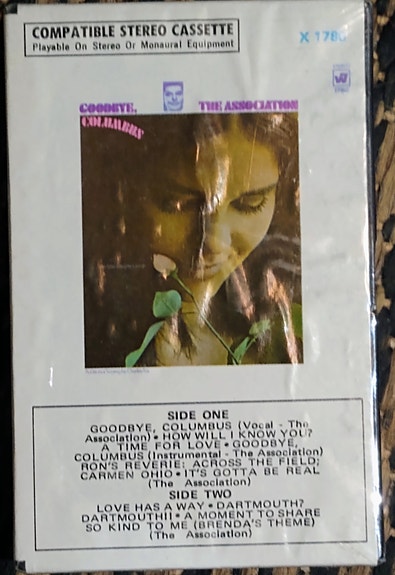 COMPATIBLE STEREO CASSETTE
Playable On Stereo Or Monaural Equipment
GOODBYE, THE ASSOCIATION
COLUMBUS
SIDE ONE
GOODBYE, COLUMBUS (Vocal - The
Association) • HOW WILL I KNOW YOU?
A TIME FOR LOVE • GOODBYE,
COLUMBUS (Instrumental - The Association)
RON'S REVERIE: ACROSS THE FIELD;
CARMEN OHIO • IT'S GOTTA BE REAL
(The Association)
SIDE TWO
LOVE HAS A WAY • DARTMOUTH?
DARTMOUTH!! • A MOMENT TO SHARE
SO KIND TO ME (BRENDA'S THEME)
(The Association)